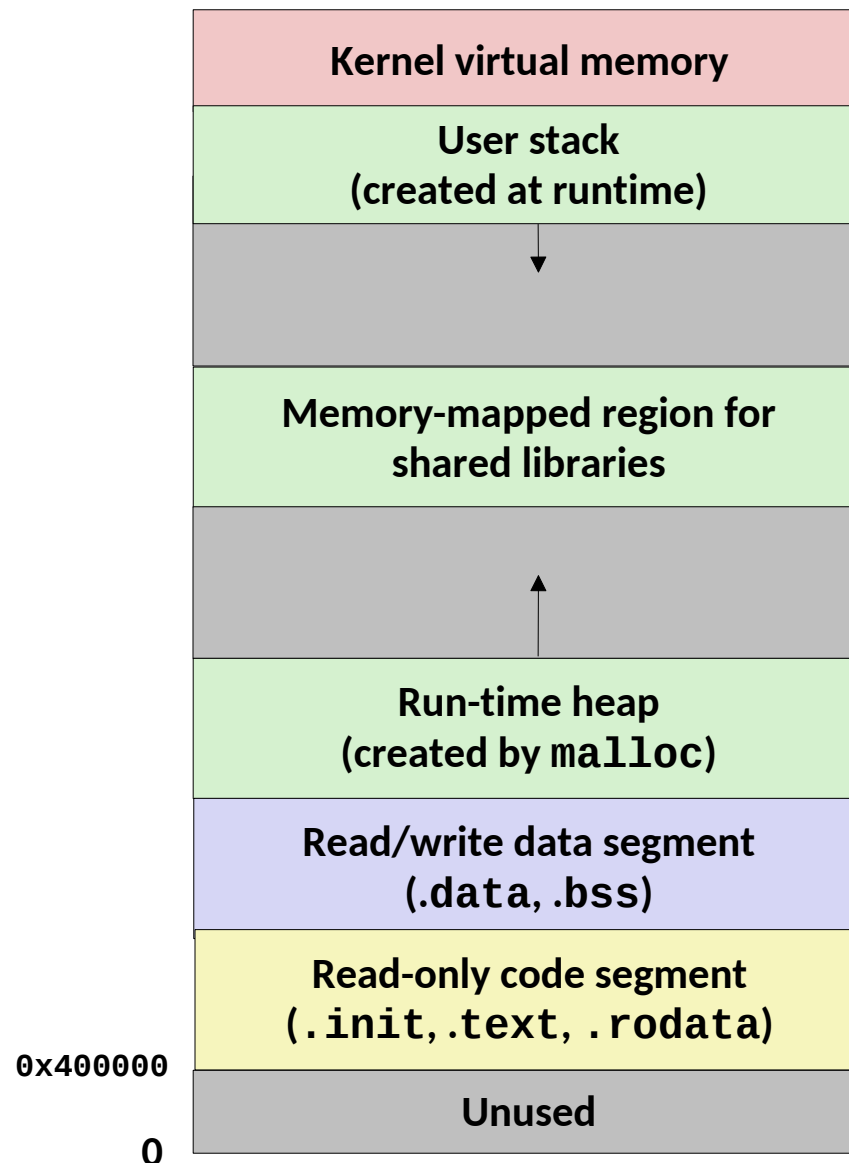 Kernel virtual memory
User stack
(created at runtime)
Memory-mapped region for
shared libraries
Run-time heap
(created by malloc)
Read/write data segment
(.data, .bss)
Read-only code segment
(.init, .text, .rodata)
0x400000
Unused
0